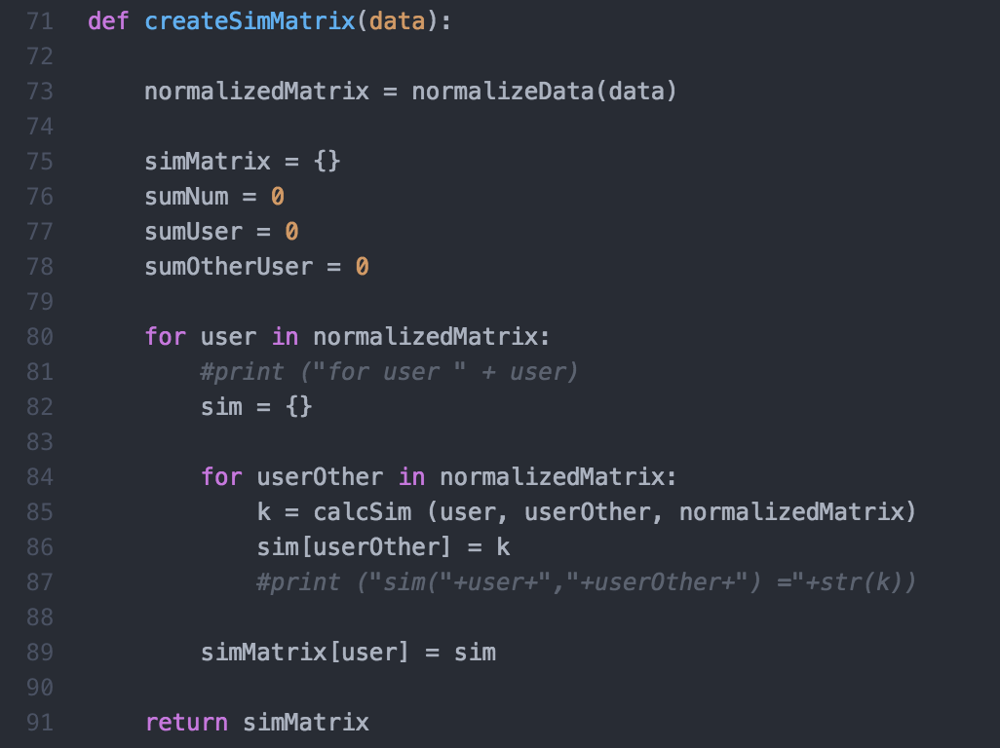 71 def createSimMatrix(data):
72
73     normalizedMatrix = normalizeData(data)
74
75     simMatrix = {}
76     sumNum = 0
77     sumUser = 0
78     sumOtherUser = 0
79
80     for user in normalizedMatrix:
81         #print ("for user " + user)
82         sim = {}
83
84         for userOther in normalizedMatrix:
85             k = calcSim (user, userOther, normalizedMatrix)
86             sim[userOther] = k
87             #print ("sim("+user+","+userOther+") ="+str(k))
88
89         simMatrix[user] = sim
90
91     return simMatrix